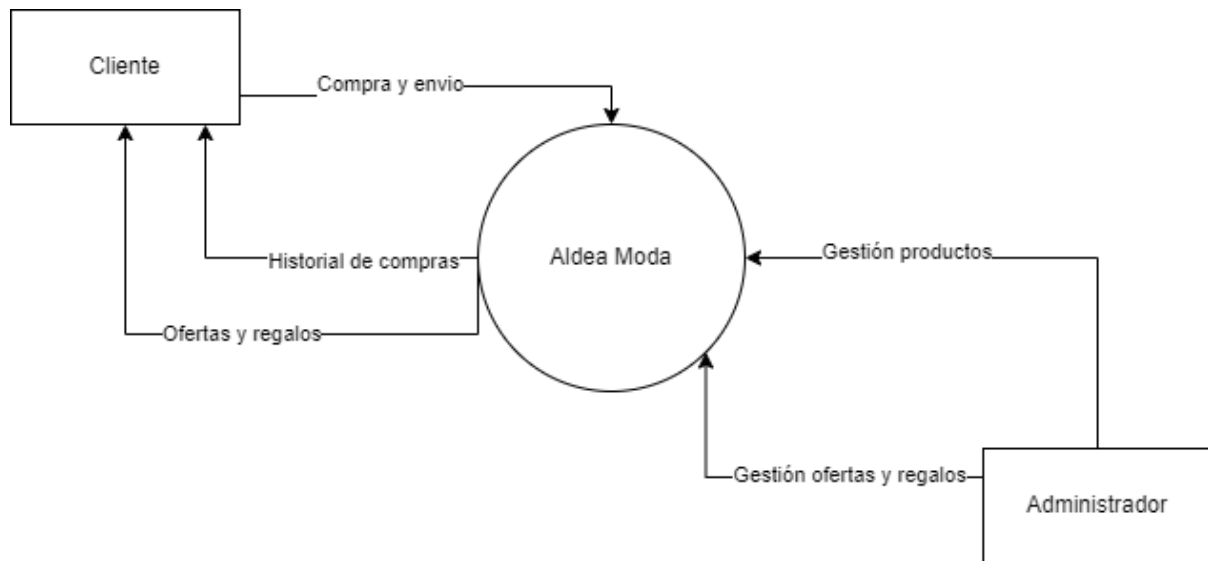 Cliente
Compra y envio
Aldea Moda
Gestión productos
Historial de compras
Ofertas y regalos
Gestión ofertas y regalos
Administrador